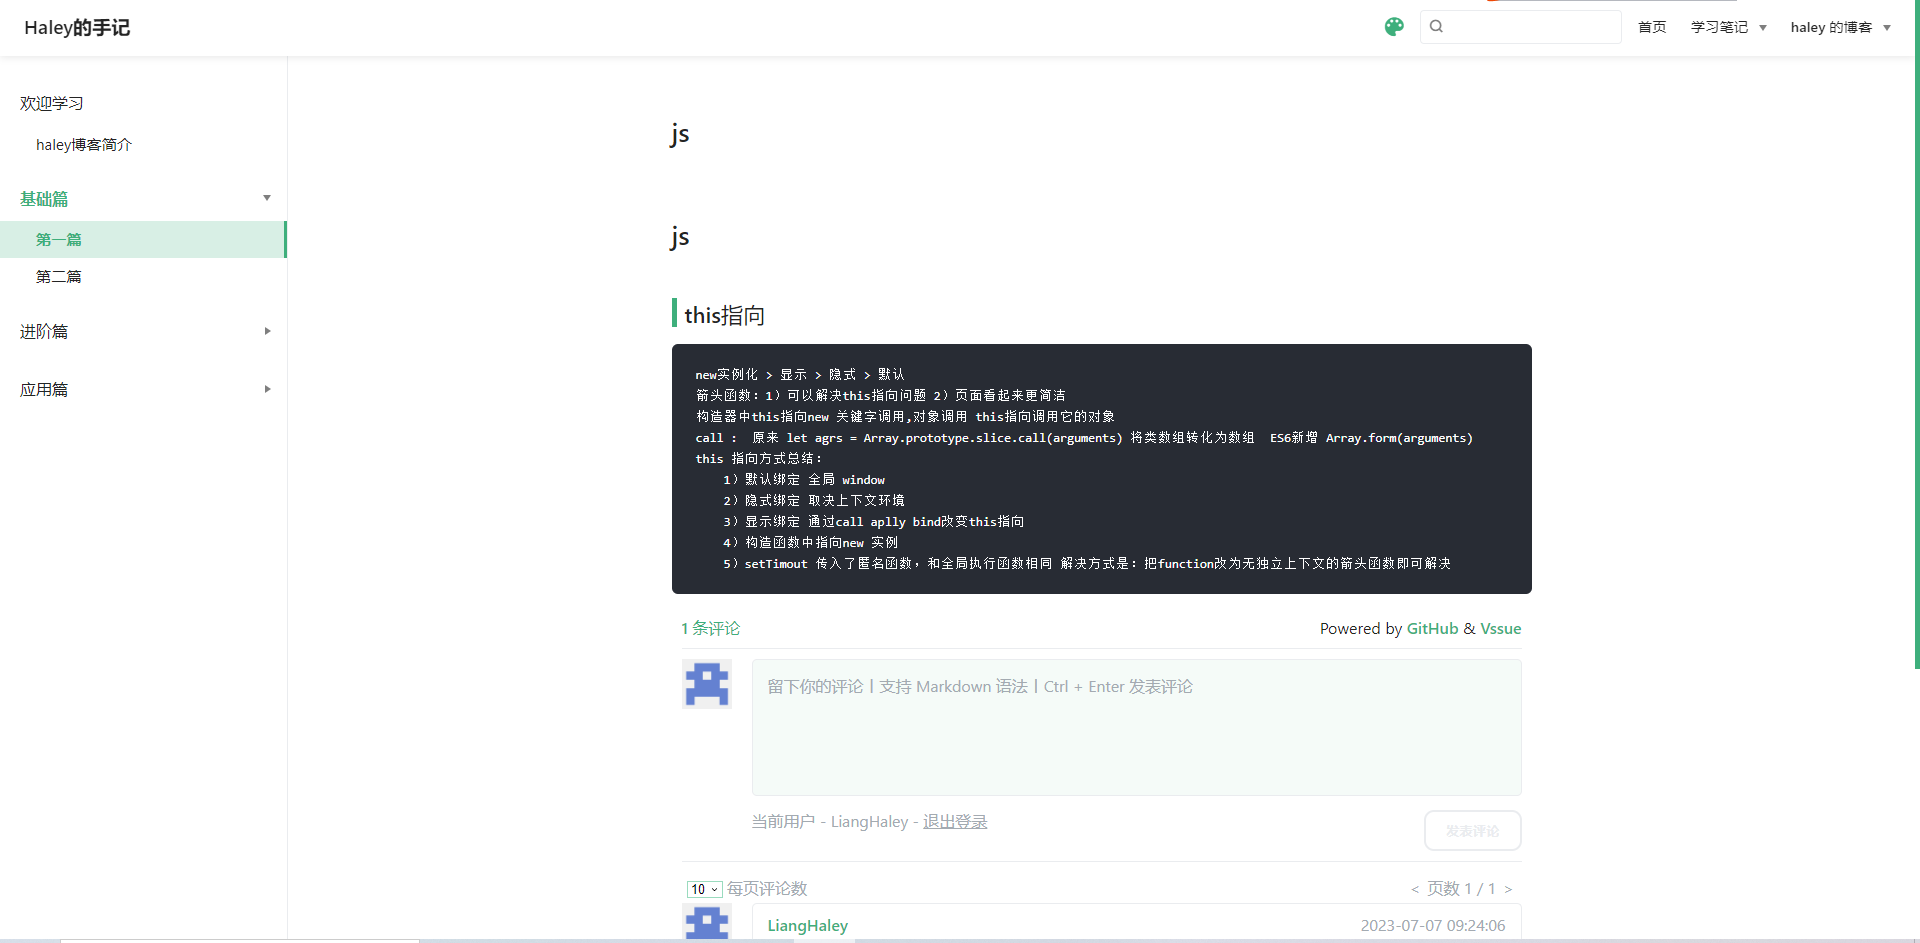 Haley的手记
首页
学习笔记
haley 的博客
欢迎学习
haley博客简介
基础篇
第一篇
第二篇
进阶篇
应用篇
js
js
this指向
new实例化 > 显示 > 隐式 > 默认
箭头函数：1）可以解决this指向问题 2）页面看起来更简洁
构造器中this指向new 关键字调用,对象调用 this指向调用它的对象
call : 原来 let agrs = Array.prototype.slice.call(arguments) 将类数组转化为数组 ES6新增 Array.form(arguments)
this 指向方式总结：
1）默认绑定 全局 window
2）隐式绑定 取决上下文环境
3）显示绑定 通过call aplly bind改变this指向
4）构造函数中指向new 实例
5）setTimout 传入了匿名函数，和全局执行函数相同 解决方式是：把function改为无独立上下文的箭头函数即可解决
1 条评论
Powered by GitHub & Vssue
留下你的评论丨支持 Markdown 语法丨Ctrl + Enter 发表评论
当前用户 - LiangHaley - 退出登录
发表评论
10 每页评论数
< 页数 1 / 1 >
LiangHaley
2023-07-07 09:24:06